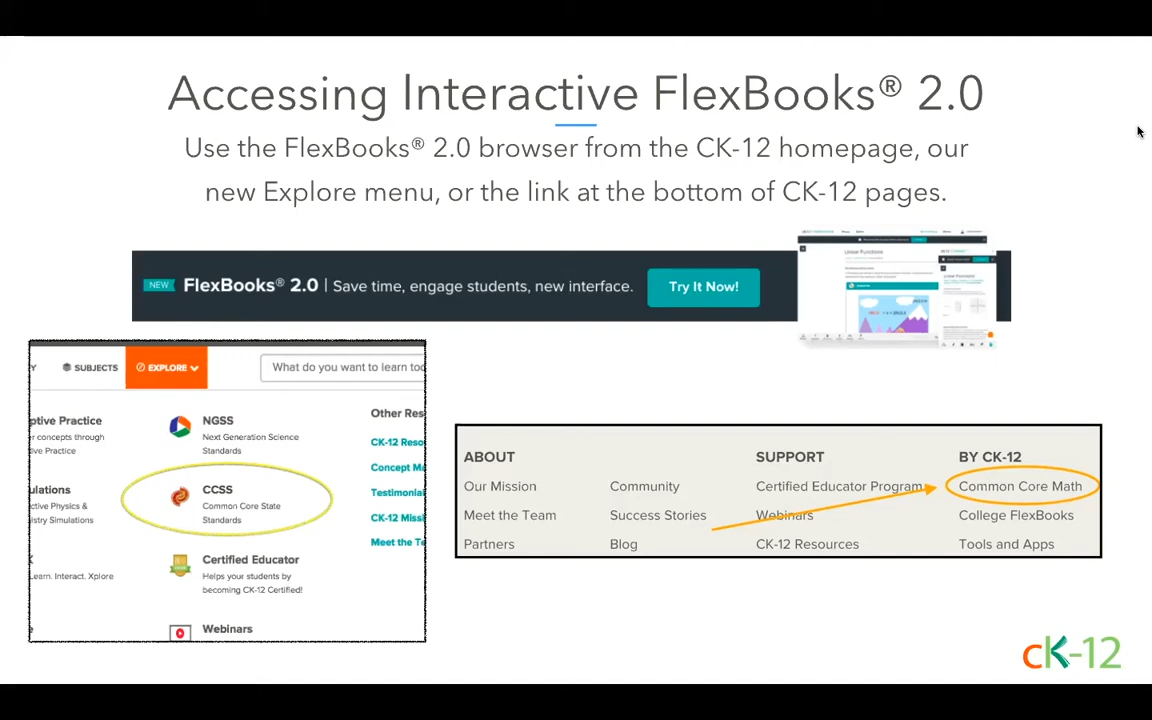 Accessing Interactive FlexBooks® 2.0
Use the FlexBooks® 2.0 browser from the CK-12 homepage, our
new Explore menu, or the link at the bottom of CK-12 pages.
NEW FlexBooks® 2.0 | Save time, engage students, new interface. Try It Now!
Linear Functions
Y SUBJECTS EXPLORE What do you want to learn too
ptive Practice
r concepts through
ve Practice
ulations
ctive Physics &
istry Simulations
K
Learn. Interact. Xplore
e
NGSS
Next Generation Science
Standards
CCSS
Common Core State
Standards
Certified Educator
Helps your students by
becoming CK-12 Certified!
Webinars
Other Res
CK-12 Reso
Concept Ma
Testimonia
CK-12 Missi
Meet the Te
ABOUT SUPPORT BY CK-12
Our Mission Community Certified Educator Program Common Core Math
Meet the Team Success Stories Webinars College FlexBooks
Partners Blog CK-12 Resources Tools and Apps
cK-12